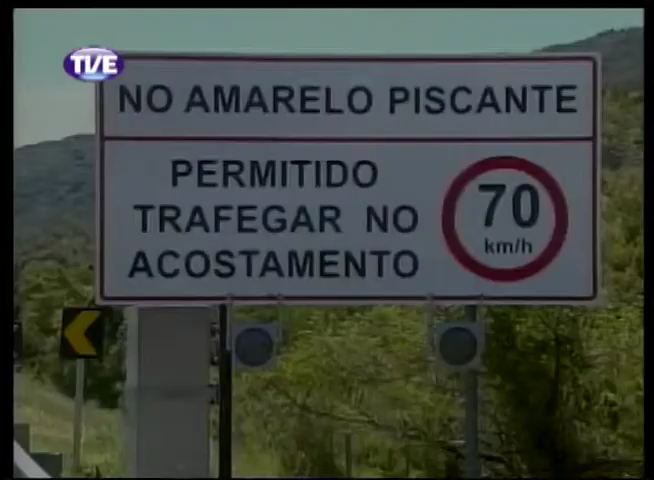 TVE
NO AMARELO PISCANTE
PERMITIDO
TRAFEGAR NO
ACOSTAMENTO
70
km/h